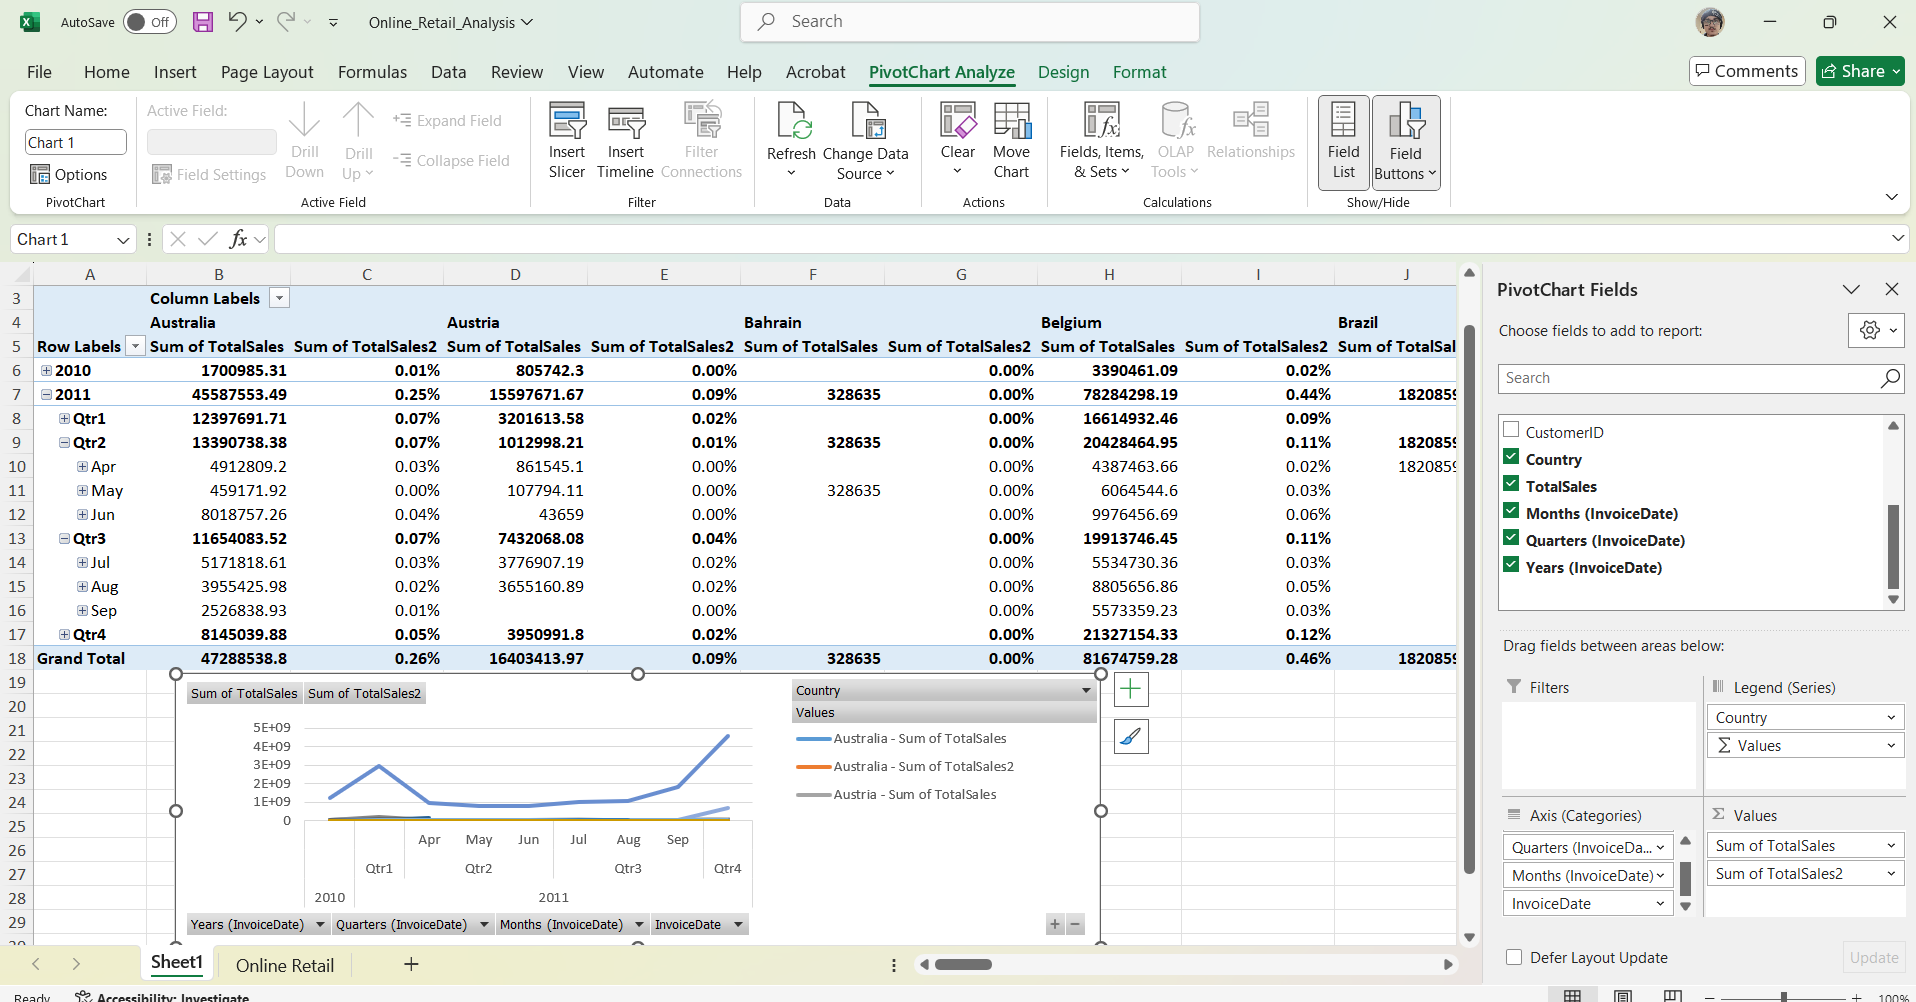 AutoSave Off Online_Retail_Analysis Search
File Home Insert Page Layout Formulas Data Review View Automate Help Acrobat PivotChart Analyze Design Format Comments Share
Chart Name:
Chart 1
Options
PivotChart
Active Field:
Field Settings
Drill Down
Drill Up
Expand Field
Collapse Field
Active Field
Insert Slicer
Insert Timeline
Filter Connections
Filter
Refresh
Change Data Source
Data
Clear
Move Chart
Actions
Fields, Items, & Sets
OLAP Tools
Relationships
Calculations
Field List
Field Buttons
Show/Hide
Chart 1 fx
A B C D E F G H I J
3 Column Labels
4 Australia Austria Bahrain Belgium Brazil
5 Row Labels Sum of TotalSales Sum of TotalSales2 Sum of TotalSales Sum of TotalSales2 Sum of TotalSales Sum of TotalSales2 Sum of TotalSales Sum of TotalSales2 Sum of TotalSal
6 2010 1700985.31 0.01% 805742.3 0.00% 0.00% 3390461.09 0.02%
7 2011 45587553.49 0.25% 15597671.67 0.09% 328635 0.00% 78284298.19 0.44% 1820859
8 Qtr1 12397691.71 0.07% 3201613.58 0.02% 0.00% 16614932.46 0.09%
9 Qtr2 13390738.38 0.07% 1012998.21 0.01% 328635 0.00% 20428464.95 0.11% 1820859
10 Apr 4912809.2 0.03% 861545.1 0.00% 0.00% 4387463.66 0.02% 1820859
11 May 459171.92 0.00% 107794.11 0.00% 328635 0.00% 6064544.6 0.03%
12 Jun 8018757.26 0.04% 43659 0.00% 0.00% 9976456.69 0.06%
13 Qtr3 11654083.52 0.07% 7432068.08 0.04% 0.00% 19913746.45 0.11%
14 Jul 5171818.61 0.03% 3776907.19 0.02% 0.00% 5534730.36 0.03%
15 Aug 3955425.98 0.02% 3655160.89 0.02% 0.00% 8805656.86 0.05%
16 Sep 2526838.93 0.01% 0.00% 0.00% 5573359.23 0.03%
17 Qtr4 8145039.88 0.05% 3950991.8 0.02% 0.00% 21327154.33 0.12%
18 Grand Total 47288538.8 0.26% 16403413.97 0.09% 328635 0.00% 81674759.28 0.46% 1820859
19
20
21
22
23
24
25
26
27
28
29
Sum of TotalSales Sum of TotalSales2
Country
Values
5E+09
4E+09
3E+09
2E+09
1E+09
0
Australia - Sum of TotalSales
Australia - Sum of TotalSales2
Austria - Sum of TotalSales
Apr May Jun Jul Aug Sep
Qtr1 Qtr2 Qtr3 Qtr4
2010 2011
Years (InvoiceDate) Quarters (InvoiceDate) Months (InvoiceDate) InvoiceDate
PivotChart Fields
Choose fields to add to report:
Search
CustomerID
Country
TotalSales
Months (InvoiceDate)
Quarters (InvoiceDate)
Years (InvoiceDate)
Drag fields between areas below:
Filters
Legend (Series)
Country
Σ Values
Axis (Categories)
Quarters (InvoiceDa...
Months (InvoiceDate)
InvoiceDate
Σ Values
Sum of TotalSales
Sum of TotalSales2
Defer Layout Update Update
Sheet1 Online Retail
Ready Accessibility: Investigate 100%